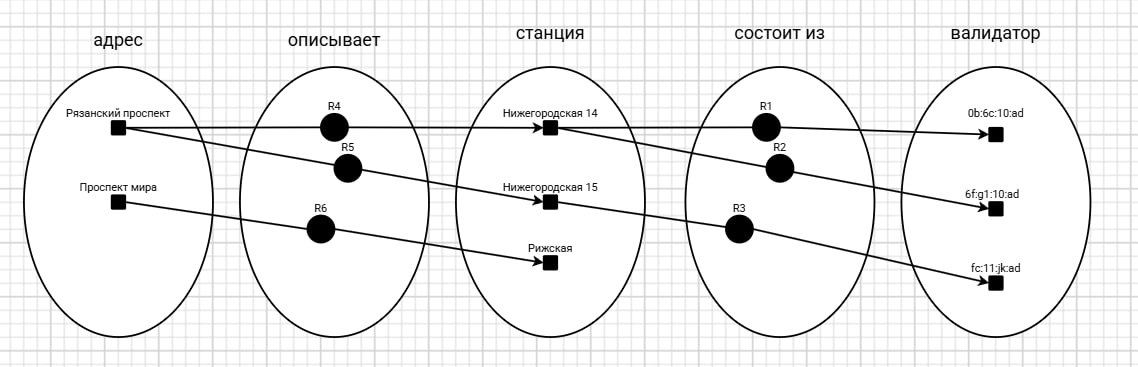 адрес
описывает
станция
состоит из
валидатор
Рязанский проспект
R4
Нижегородская 14
R1
0b:6c:10:ad
R5
R2
Проспект мира
Нижегородская 15
6f:g1:10:ad
R6
R3
Рижская
fc:11:jk:ad